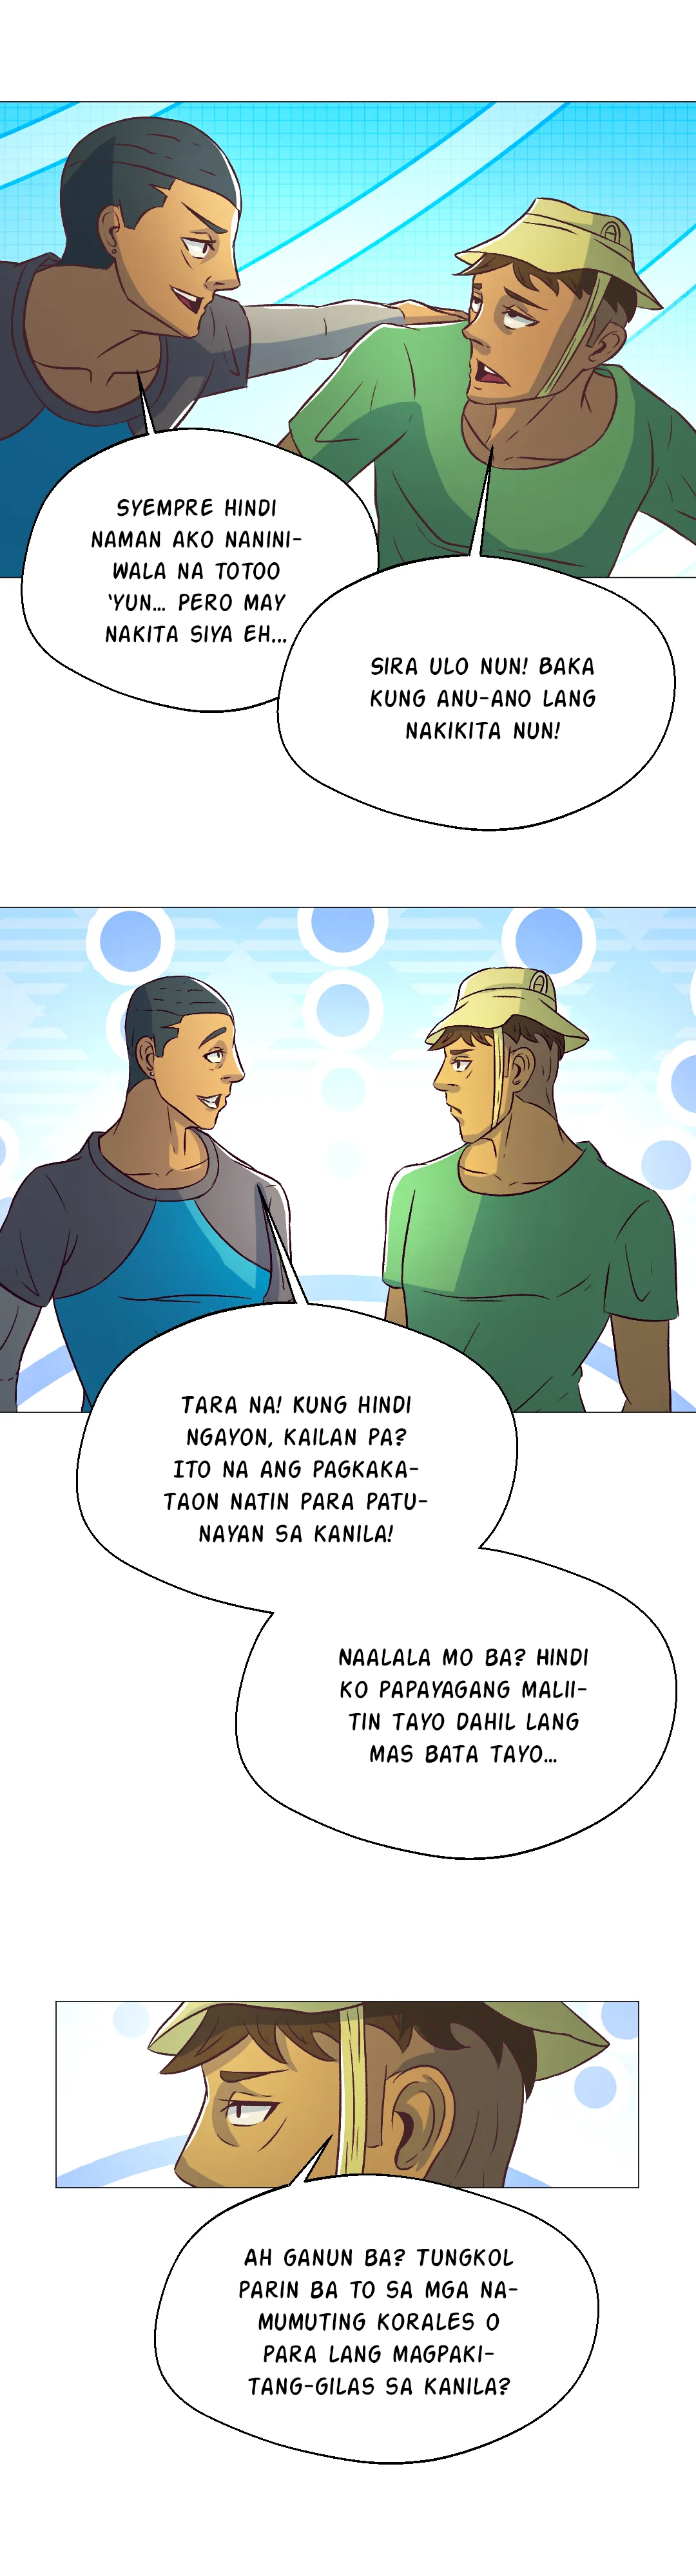 SYEMPRE HINDI
NAMAN AKO NANINI-
WALA NA TOTOO
'YUN... PERO MAY
NAKITA SIYA EH...
SIRA ULO NUN! BAKA
KUNG ANU-ANO LANG
NAKIKITA NUN!
TARA NA! KUNG HINDI
NGAYON, KAILAN PA?
ITO NA ANG PAGKAKA-
TAON NATIN PARA PATU-
NAYAN SA KANILA!
NAALALA MO BA? HINDI
KO PAPAYAGANG MALII-
TIN TAYO DAHIL LANG
MAS BATA TAYO...
AH GANUN BA? TUNGKOL
PARIN BA TO SA MGA NA-
MUMUTING KORALES O
PARA LANG MAGPAKI-
TANG-GILAS SA KANILA?